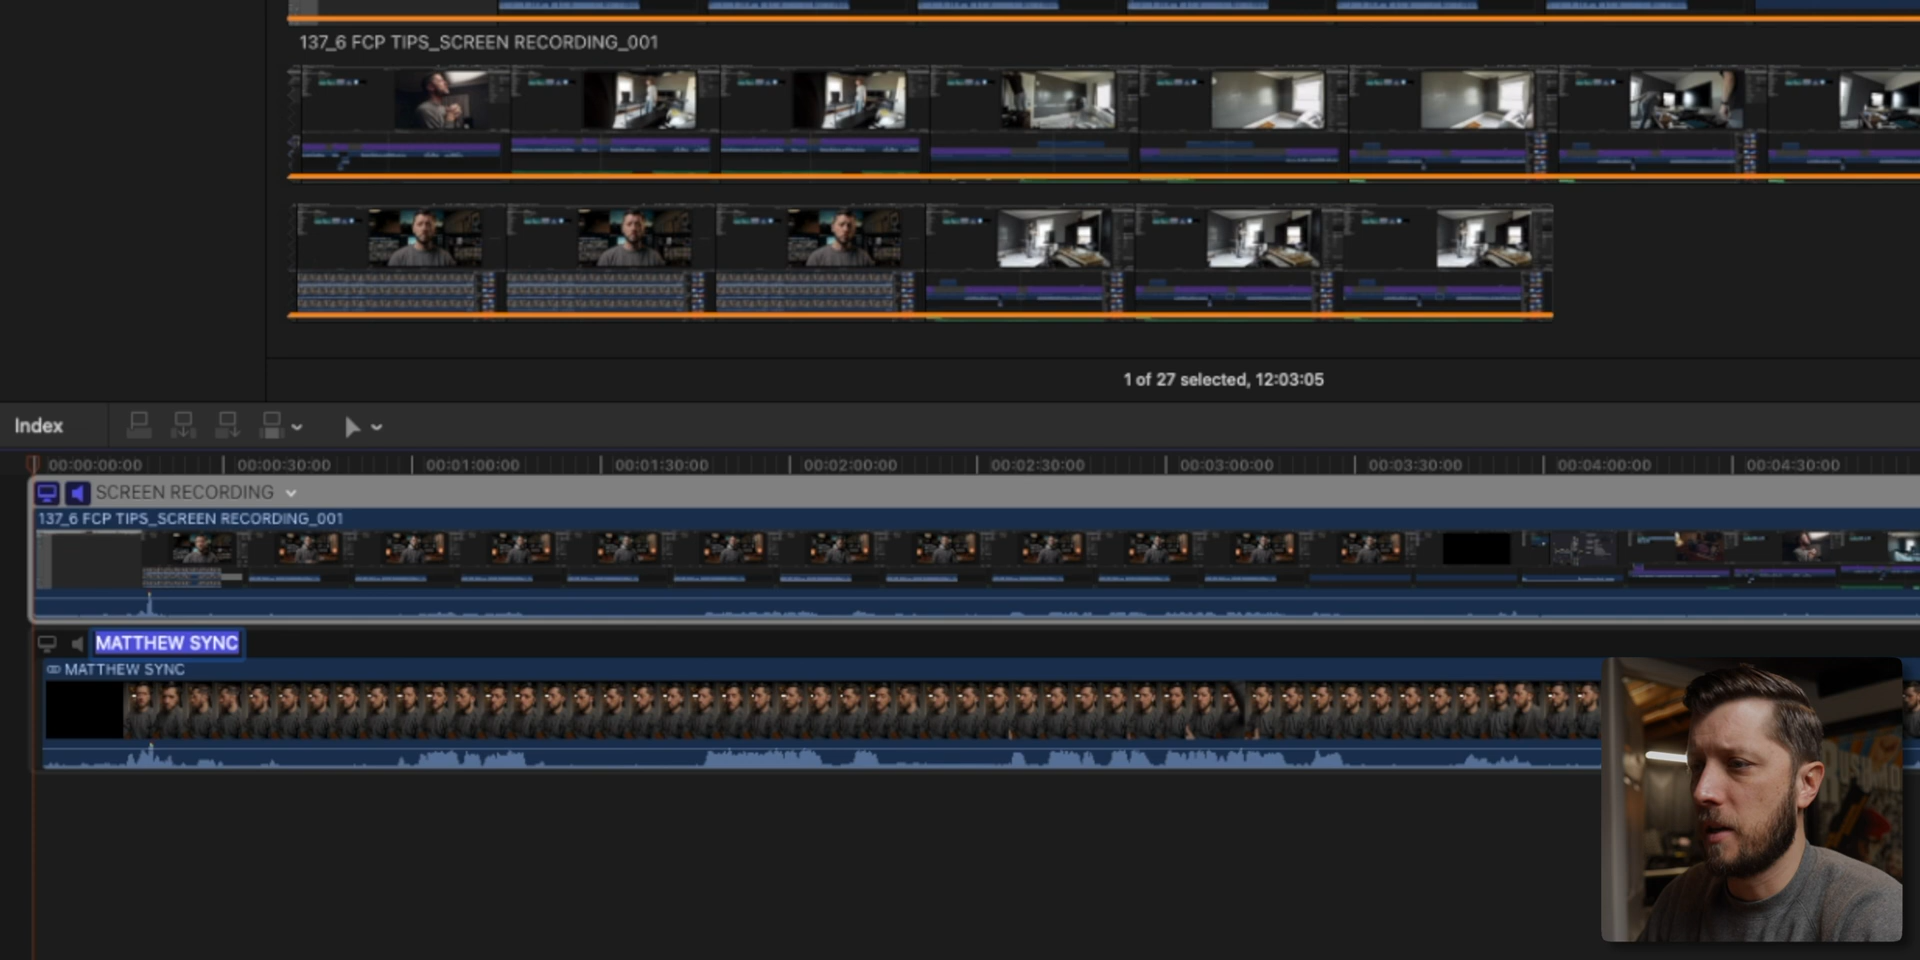 137_6 FCP TIPS_SCREEN RECORDING_001
1 of 27 selected, 12:03:05
Index
00:00:00:00 00:00:30:00 00:01:00:00 00:01:30:00 00:02:00:00 00:02:30:00 00:03:00:00 00:03:30:00 00:04:00:00 00:04:30:00
SCREEN RECORDING
137_6 FCP TIPS_SCREEN RECORDING_001
MATTHEW SYNC
MATTHEW SYNC